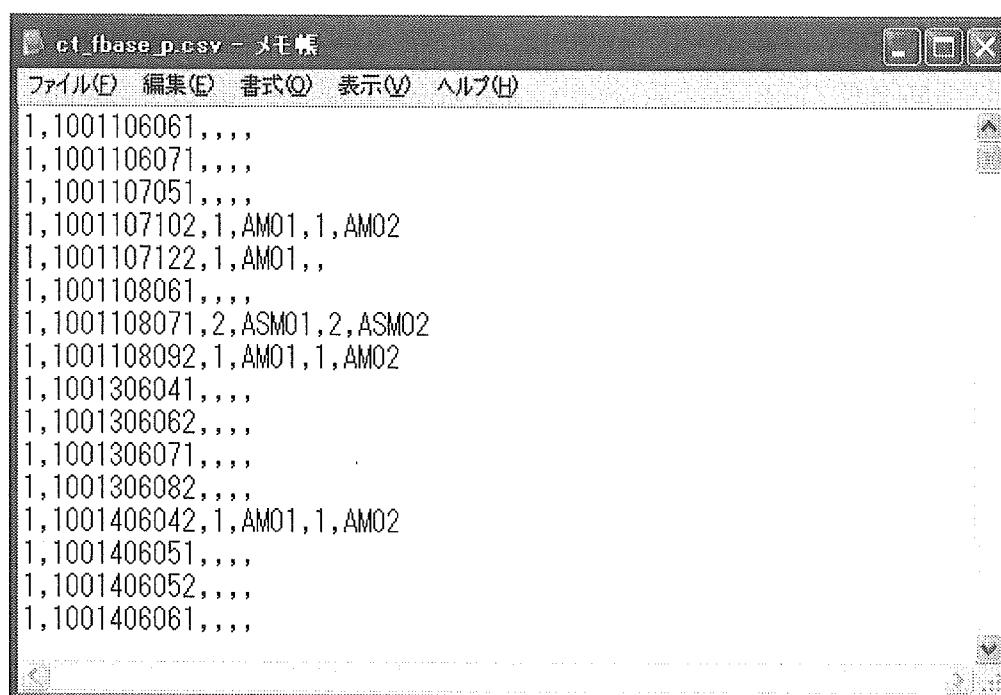 ct_fbase_p.csv - メモ帳
ファイル(F) 編集(E) 書式(O) 表示(V) ヘルプ(H)
1,1001106061,,,,
1,1001106071,,,,
1,1001107051,,,,
1,1001107102,1,AM01,1,AM02
1,1001107122,1,AM01,,
1,1001108061,,,,
1,1001108071,2,ASM01,2,ASM02
1,1001108092,1,AM01,1,AM02
1,1001306041,,,,
1,1001306062,,,,
1,1001306071,,,,
1,1001306082,,,,
1,1001406042,1,AM01,1,AM02
1,1001406051,,,,
1,1001406052,,,,
1,1001406061,,,,